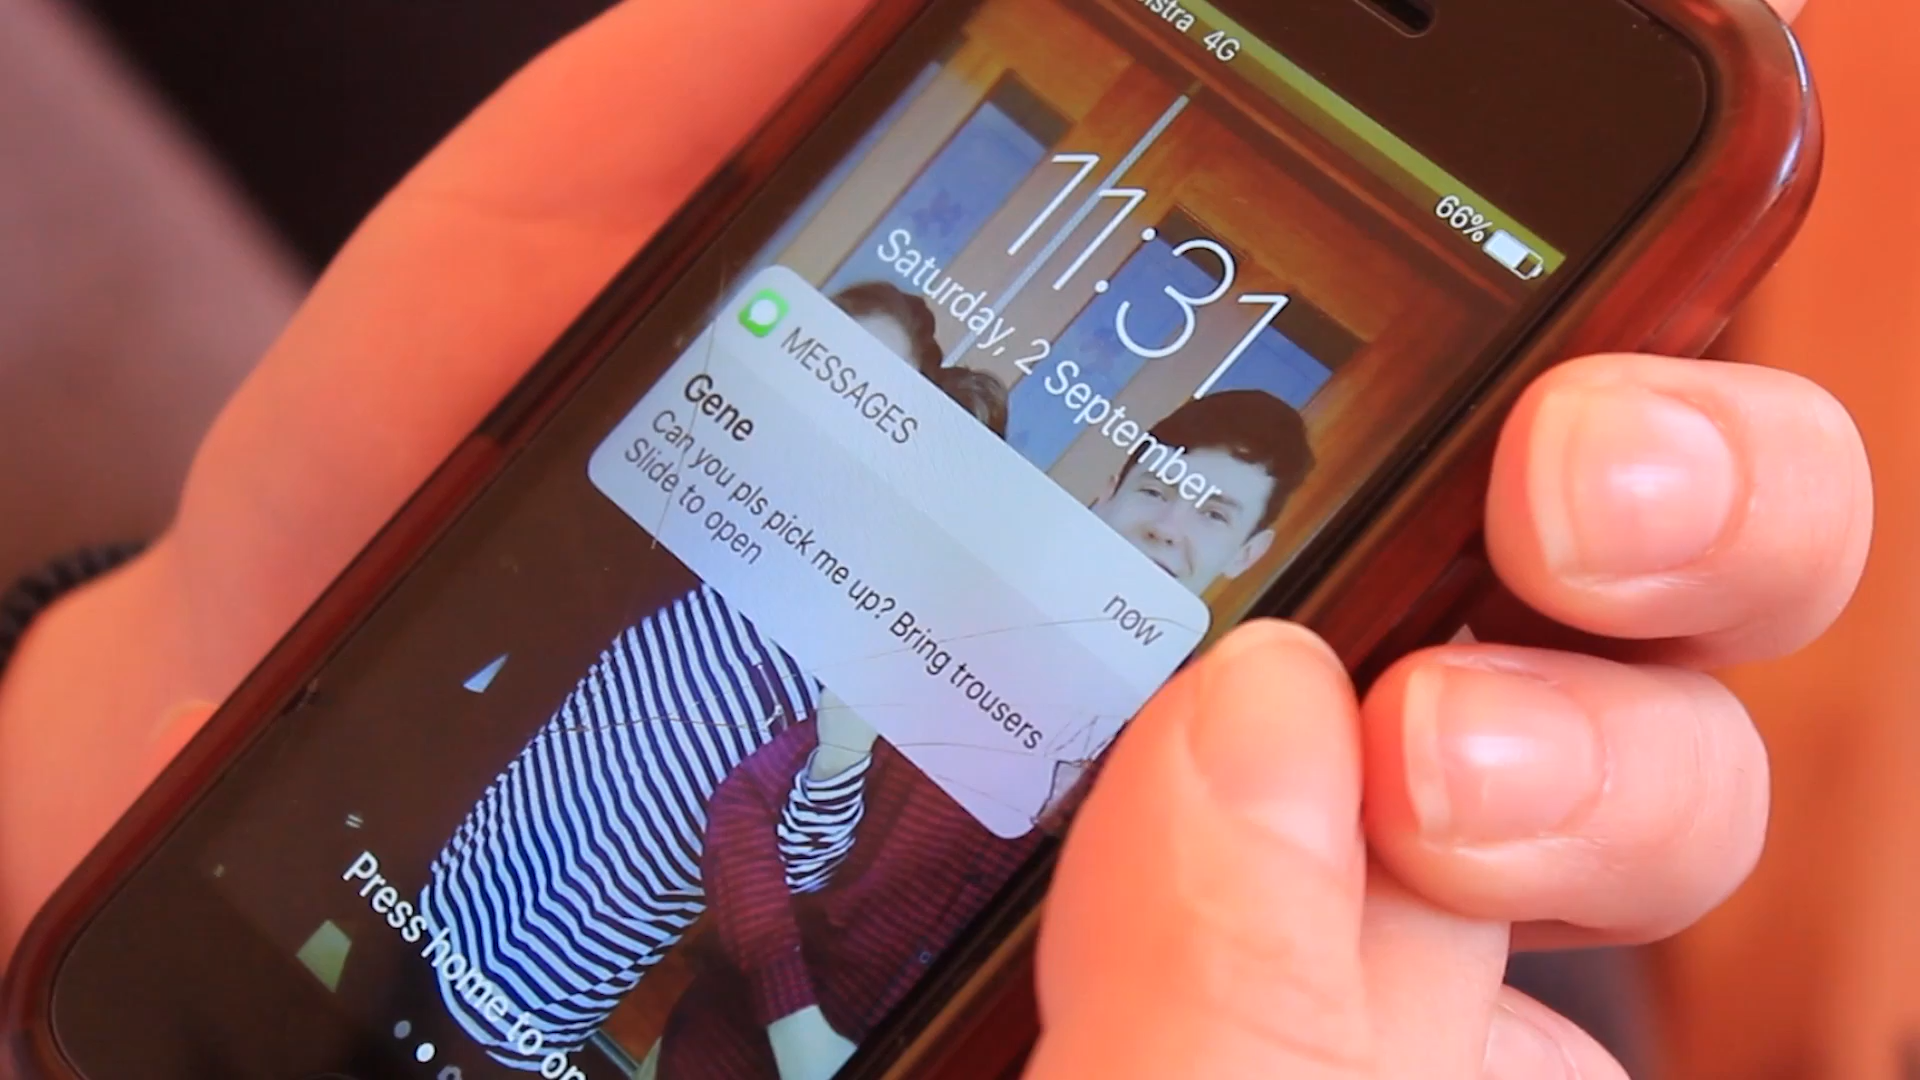 4G 66%
11:31
Saturday, 2 September
MESSAGES now
Gene
Can you pls pick me up? Bring trousers
Slide to open
Press home to